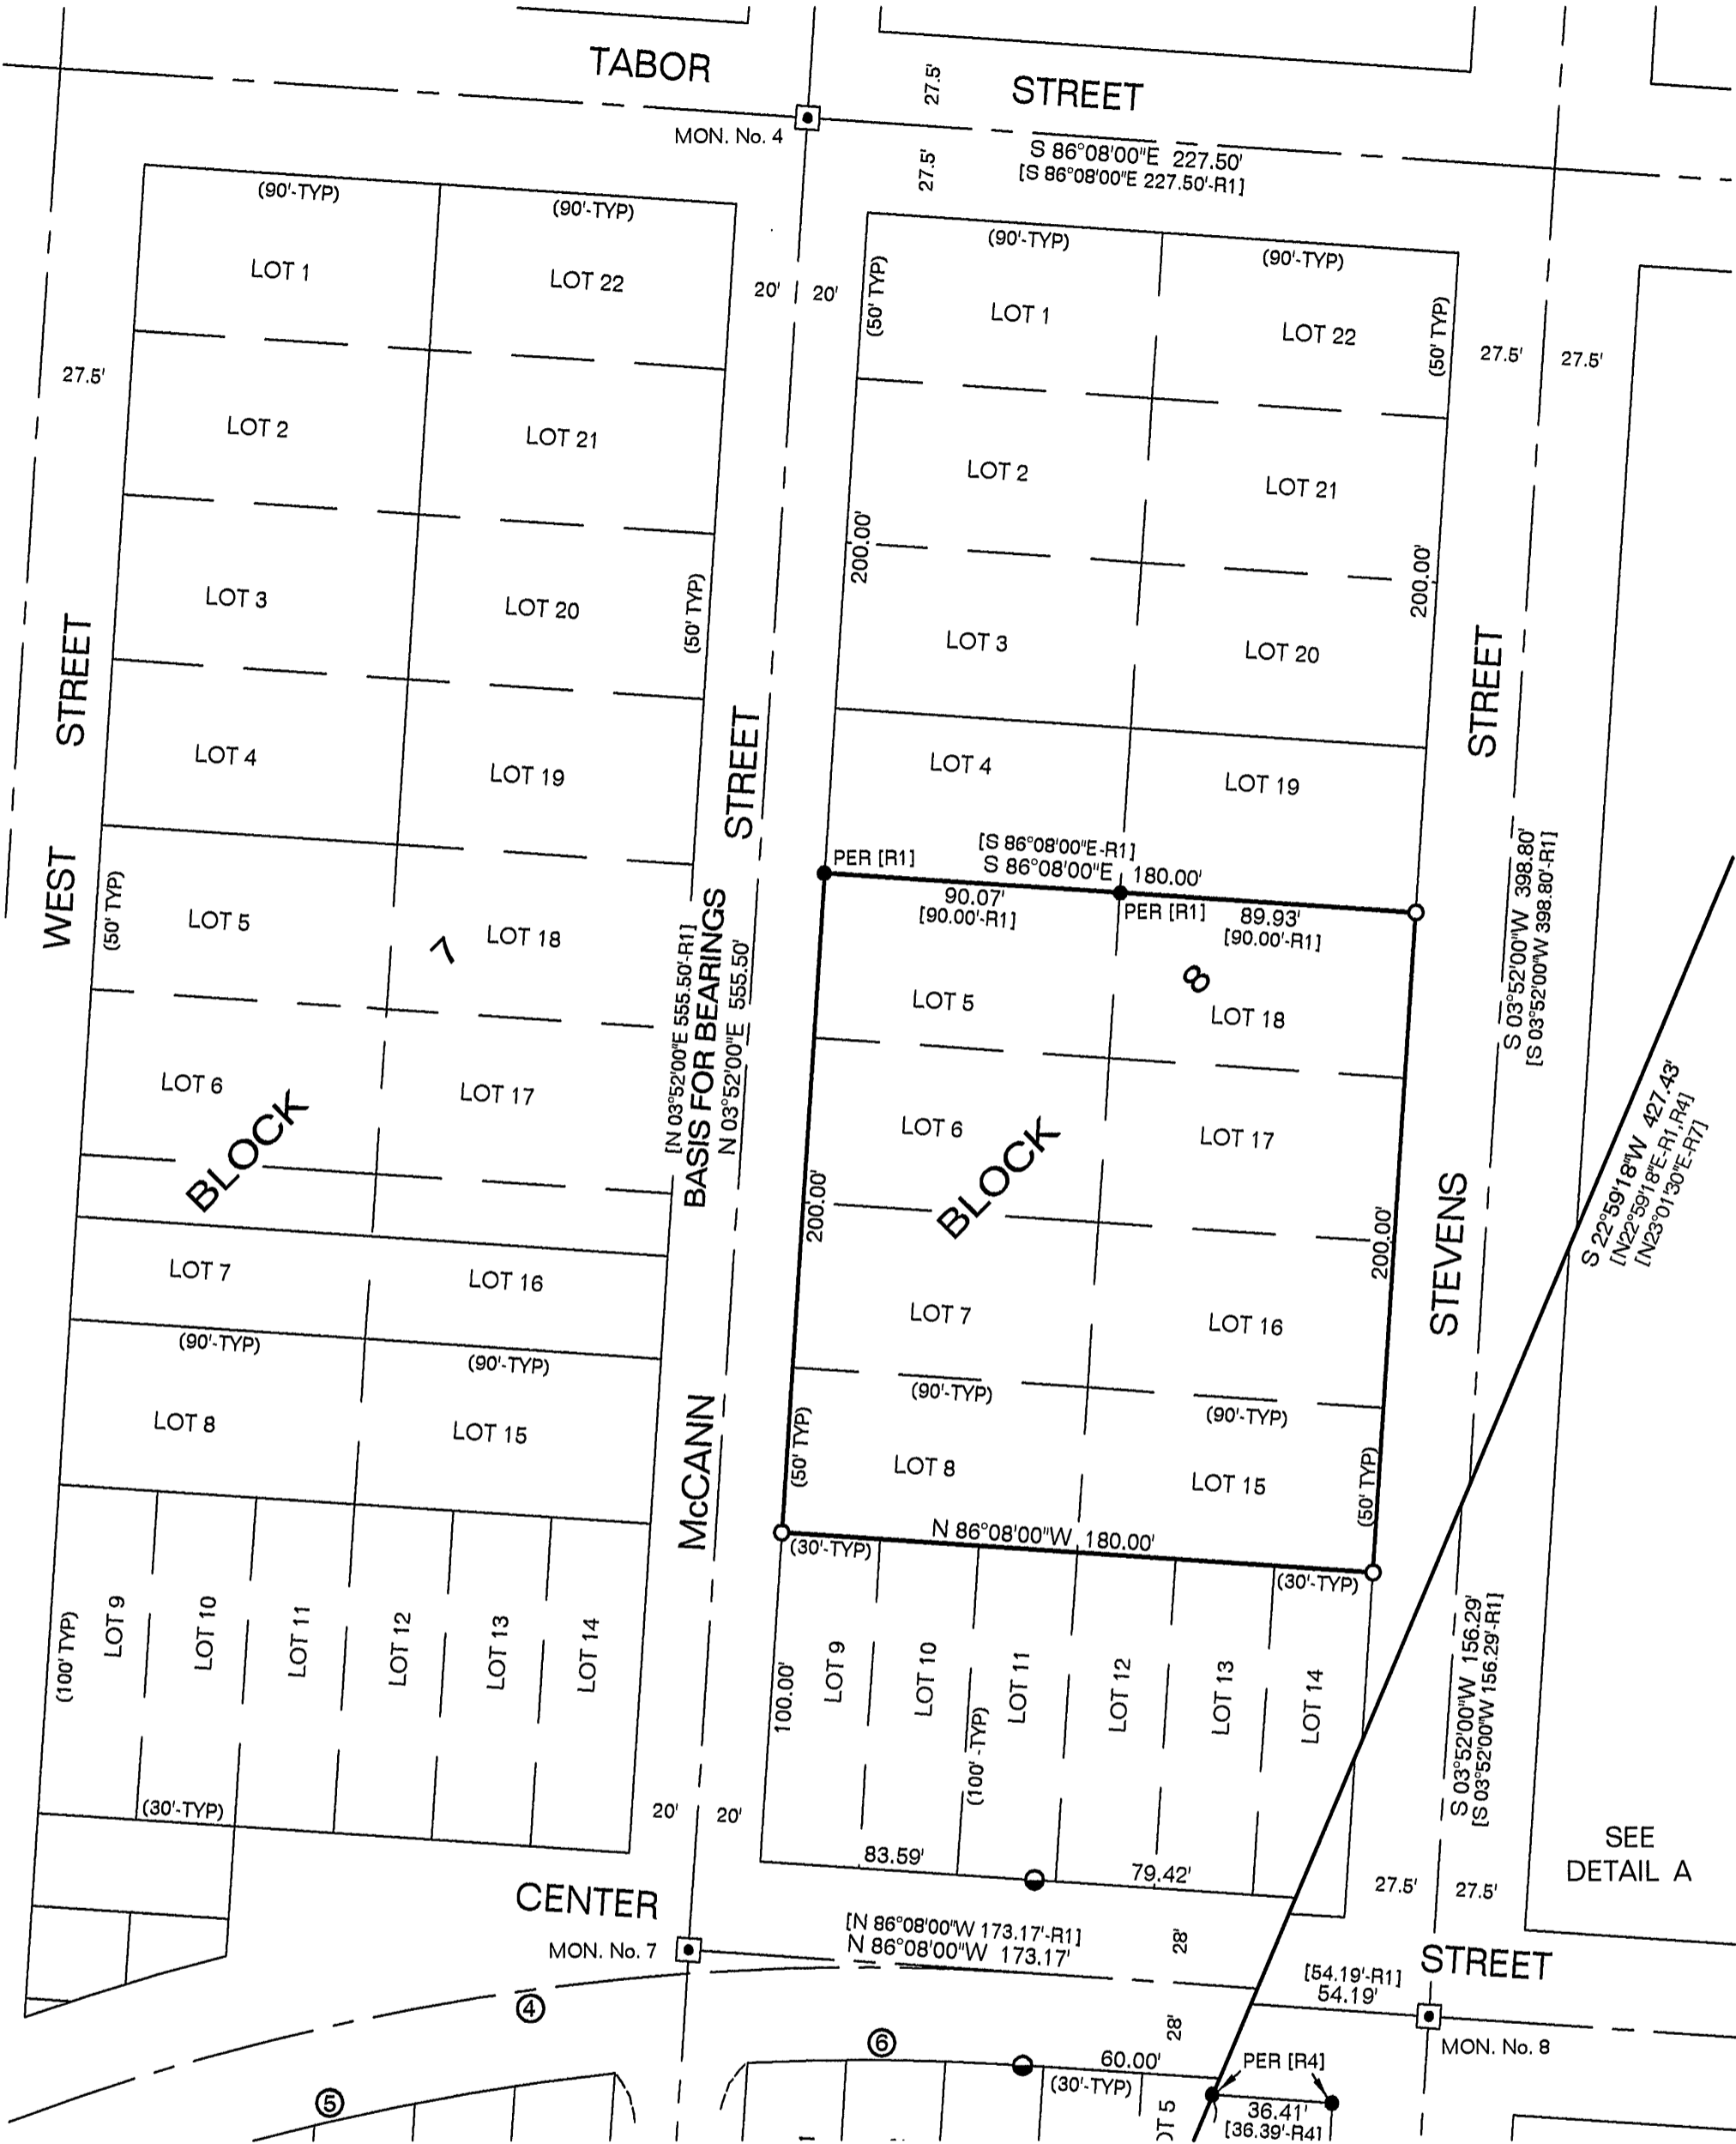 TABOR STREET
27.5'
MON. No. 4
27.5'
S 86°08'00"E 227.50'
[S 86°08'00"E 227.50'-R1]
(90'-TYP)
(90'-TYP)
(90'-TYP)
(90'-TYP)
LOT 1
LOT 22
20'
20'
(50' TYP)
LOT 1
LOT 22
(50' TYP)
27.5'
27.5'
27.5'
LOT 2
LOT 21
LOT 2
LOT 21
200.00'
200.00'
LOT 3
LOT 20
(50' TYP)
LOT 3
LOT 20
WEST STREET
LOT 4
LOT 19
LOT 4
LOT 19
McCANN STREET
STEVENS STREET
PER [R1]
[S 86°08'00"E-R1]
S 86°08'00"E 180.00'
90.07'
[90.00'-R1]
PER [R1]
89.93'
[90.00'-R1]
(50' TYP)
LOT 5
LOT 18
BLOCK 7
[N 03°52'00"E 555.50'-R1]
BASIS FOR BEARINGS
N 03°52'00"E 555.50'
LOT 5
LOT 18
BLOCK 8
S 03°52'00"W 398.80'
[S 03°52'00"W 398.80'-R1]
LOT 6
LOT 17
LOT 6
LOT 17
S 22°59'18"W 427.43'
[N22°59'18"E-R1,R4]
[N23°01'30"E-R7]
200.00'
200.00'
LOT 7
LOT 16
LOT 7
LOT 16
(90'-TYP)
(90'-TYP)
(90'-TYP)
(90'-TYP)
LOT 8
LOT 15
(50' TYP)
LOT 8
LOT 15
(50' TYP)
N 86°08'00"W 180.00'
(30'-TYP)
(30'-TYP)
(100' TYP)
LOT 9
LOT 10
LOT 11
LOT 12
LOT 13
LOT 14
100.00'
LOT 9
LOT 10
LOT 11
LOT 12
LOT 13
LOT 14
(100'-TYP)
S 03°52'00"W 156.29'
[S 03°52'00"W 156.29'-R1]
(30'-TYP)
20'
20'
SEE
DETAIL A
83.59'
79.42'
27.5'
27.5'
CENTER STREET
[N 86°08'00"W 173.17'-R1]
N 86°08'00"W 173.17'
28'
MON. No. 7
[54.19'-R1]
54.19'
4
28'
MON. No. 8
6
60.00'
(30'-TYP)
PER [R4]
5
OT 5
36.41'
[36.39'-R4]